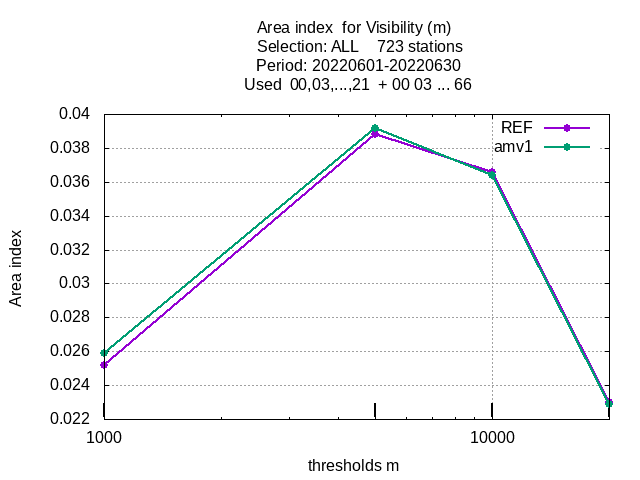 Area index  for Visibility (m)
Selection: ALL    723 stations
Period: 20220601-20220630
Used  00,03,...,21  + 00 03 ... 66
REF
amv1
0.04
0.038
0.036
0.034
0.032
0.03
0.028
0.026
0.024
0.022
Area index
1000
10000
thresholds m